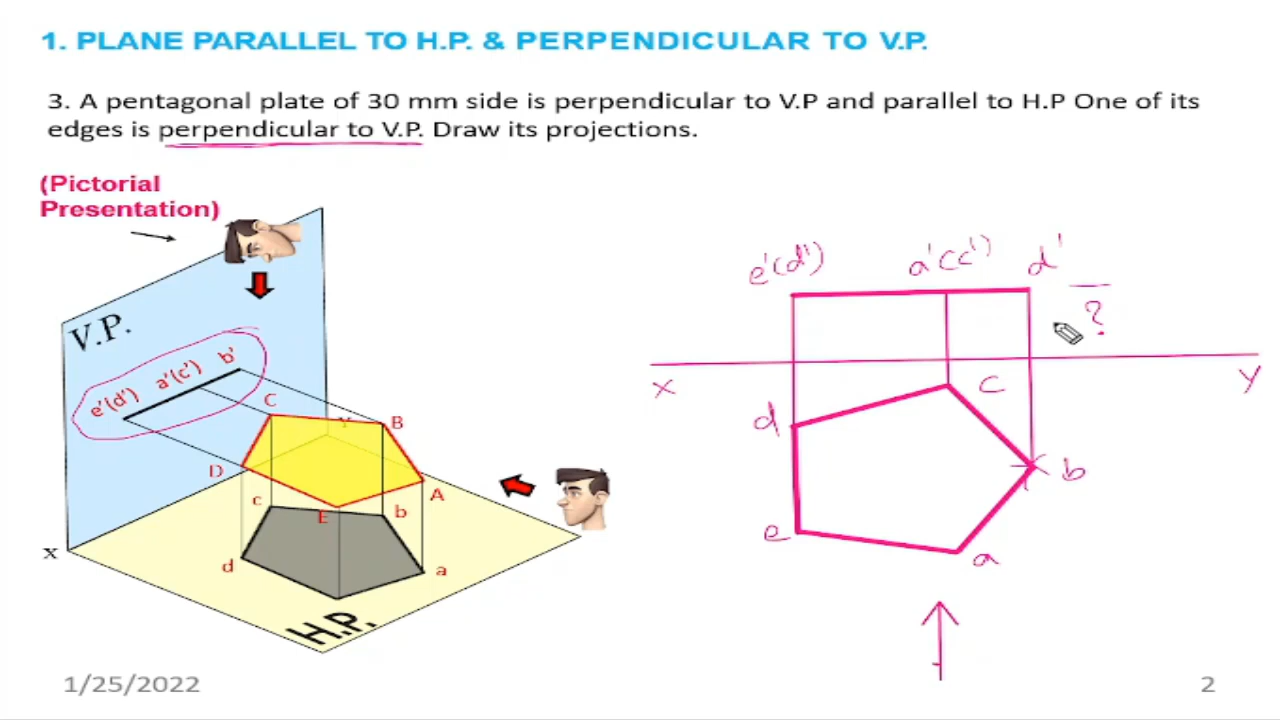 1. PLANE PARALLEL TO H.P. & PERPENDICULAR TO V.P.
3. A pentagonal plate of 30 mm side is perpendicular to V.P and parallel to H.P One of its
edges is perpendicular to V.P. Draw its projections.
(Pictorial
Presentation)
V.P.
e'(d') a'(c') b'
C
B
Y
D
A
E
c
b
d
a
x
H.P.
e'(d') a'(c') d'
?
X
Y
c
d
b
e
a
1/25/2022
2